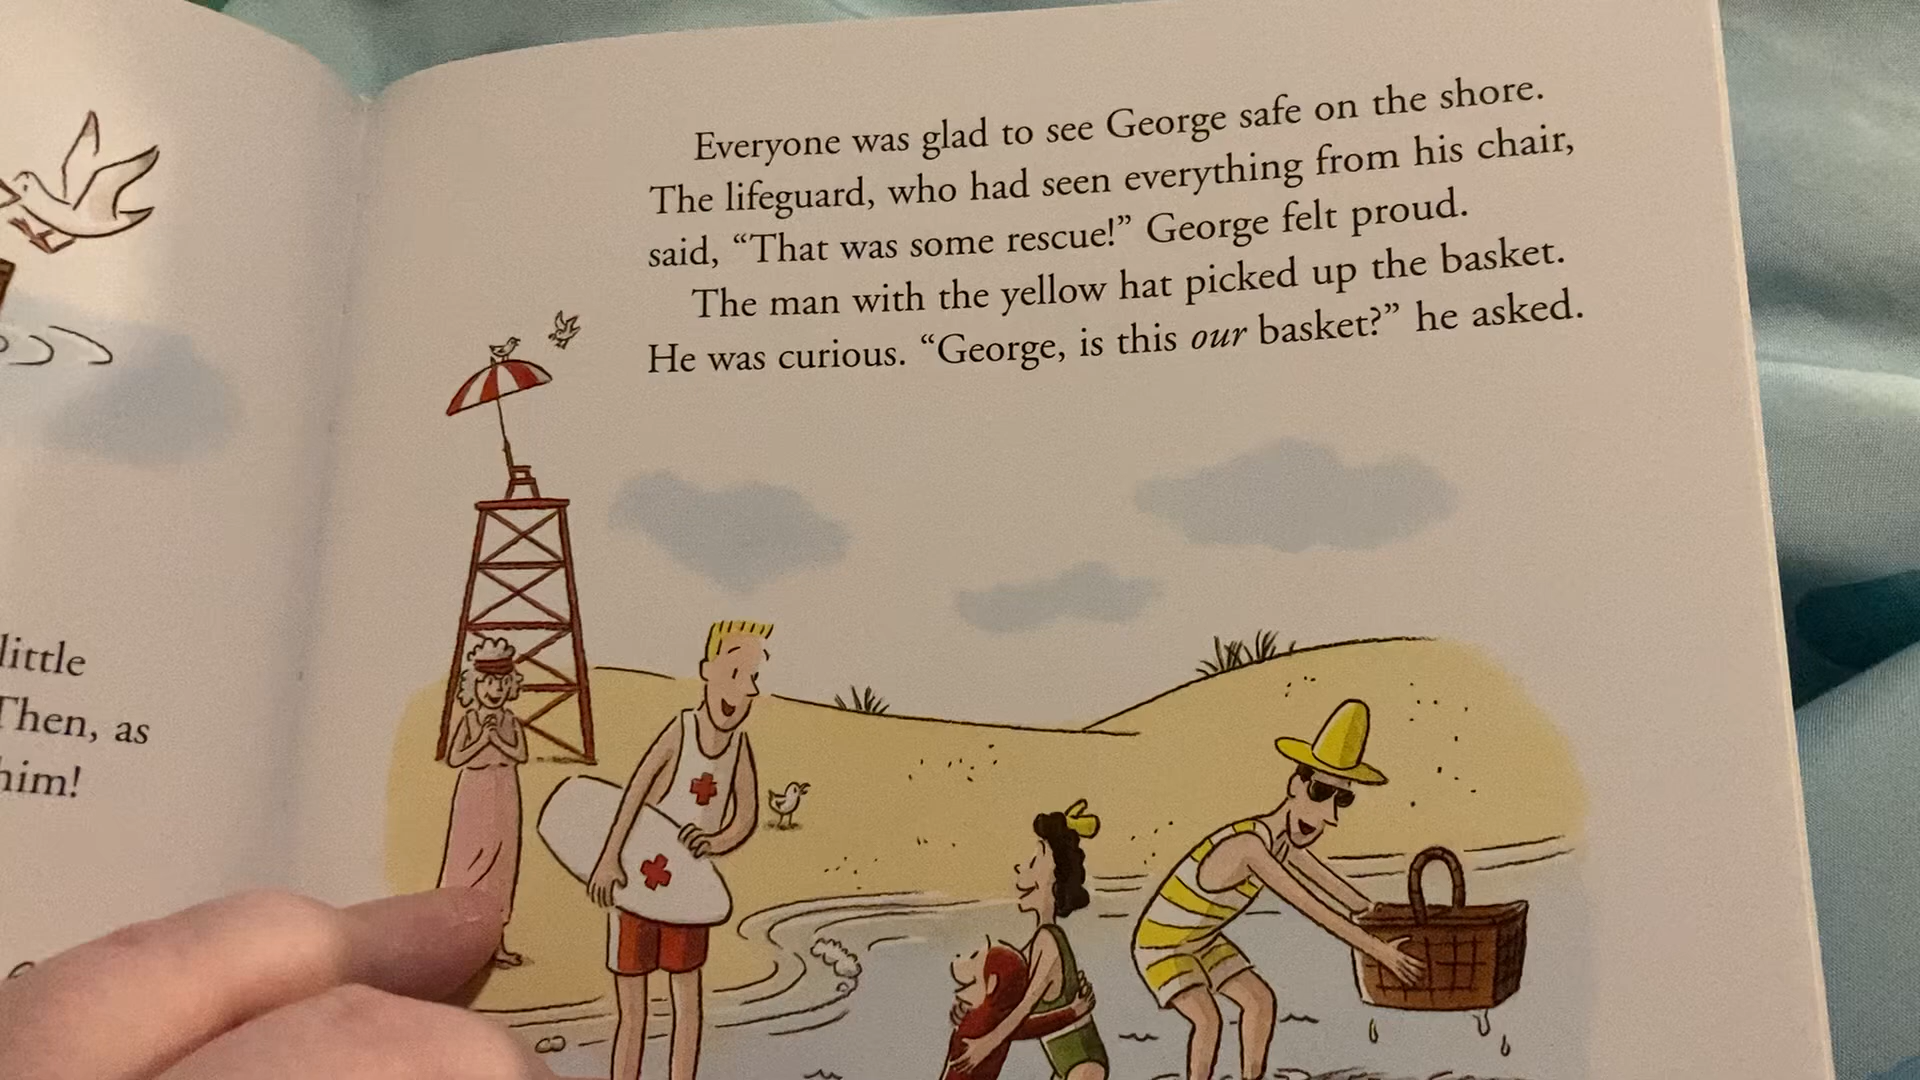 little
Then, as
him!
Everyone was glad to see George safe on the shore.
The lifeguard, who had seen everything from his chair,
said, “That was some rescue!” George felt proud.
The man with the yellow hat picked up the basket.
He was curious. “George, is this our basket?” he asked.